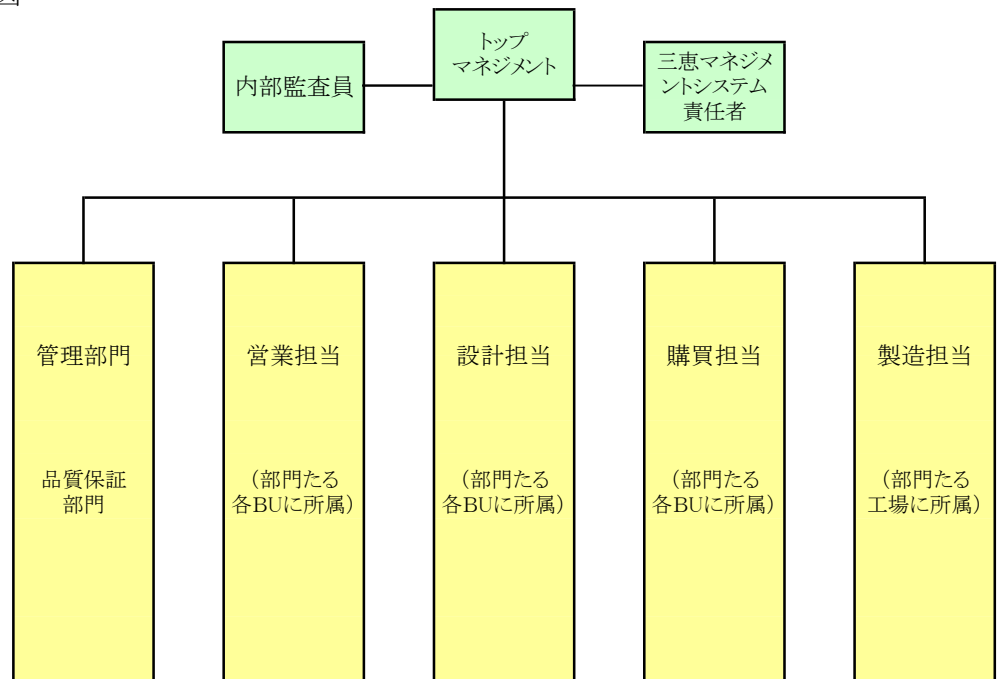 トップ
マネジメント
内部監査員
三恵マネジメ
ントシステム
責任者
管理部門
営業担当
設計担当
購買担当
製造担当
品質保証
部門
（部門たる
各BUに所属）
（部門たる
各BUに所属）
（部門たる
各BUに所属）
（部門たる
工場に所属）